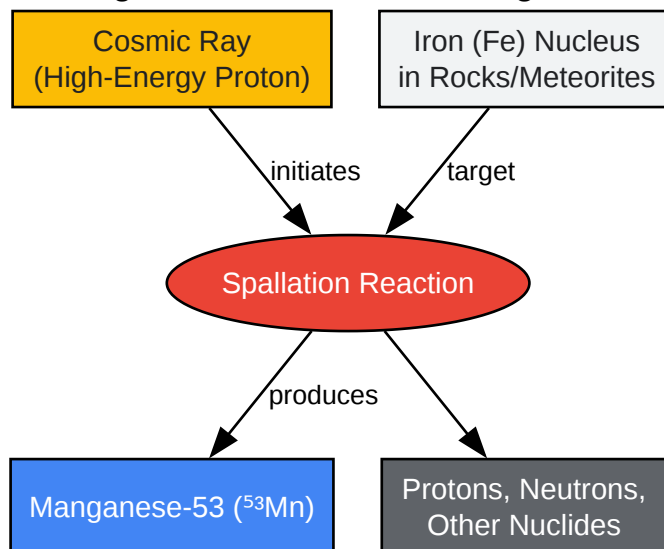 Cosmic Ray
(High-Energy Proton)
Iron (Fe) Nucleus
in Rocks/Meteorites
initiates
target
Spallation Reaction
produces
Manganese-53 (⁵³Mn)
Protons, Neutrons,
Other Nuclides